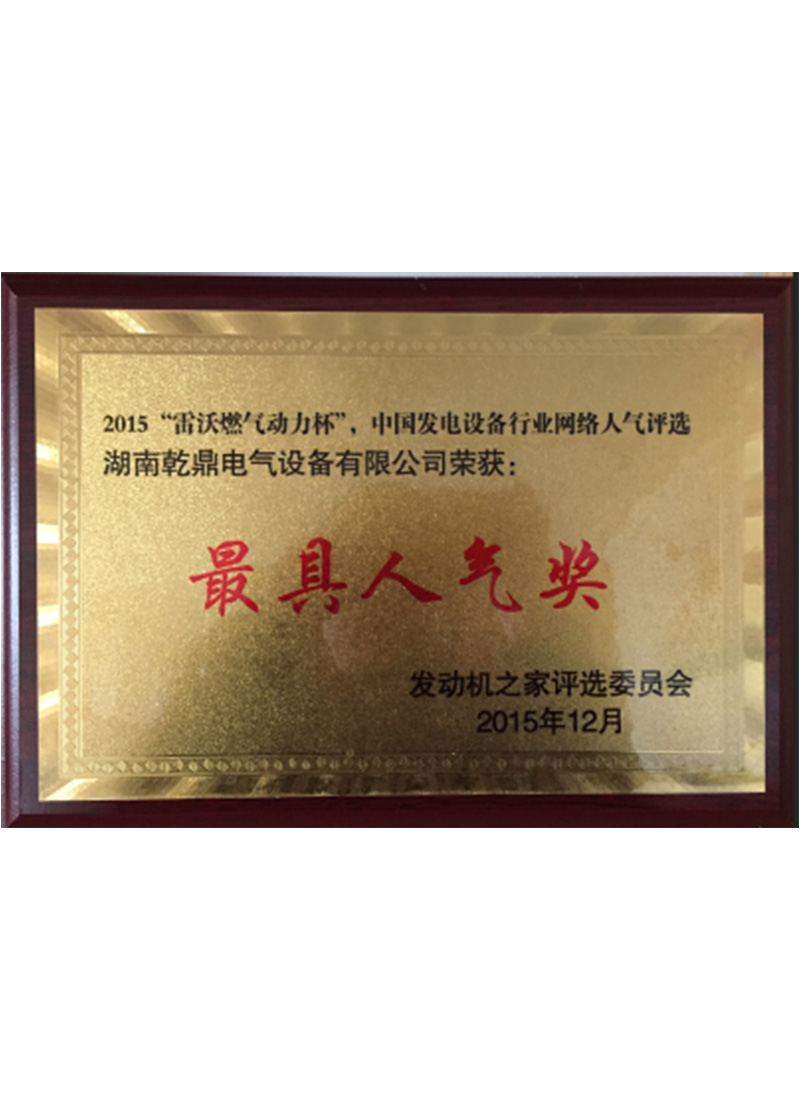 2015“雷沃燃气动力杯”，中国发电设备行业网络人气评选
湖南乾鼎电气设备有限公司荣获：
最具人气奖
发动机之家评选委员会
2015年12月